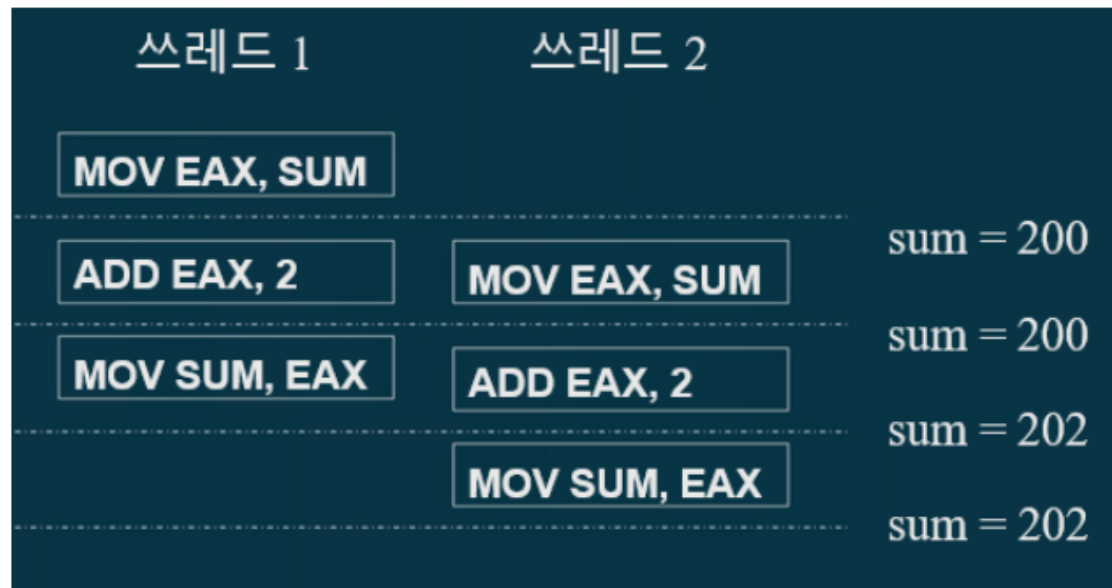 쓰레드 1
쓰레드 2
MOV EAX, SUM
sum = 200
ADD EAX, 2
MOV EAX, SUM
sum = 200
MOV SUM, EAX
ADD EAX, 2
sum = 202
MOV SUM, EAX
sum = 202